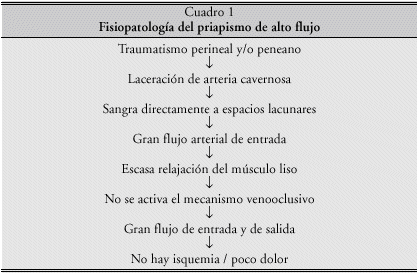 Cuadro 1
Fisiopatología del priapismo de alto flujo
Traumatismo perineal y/o peneano
↓
Laceración de arteria cavernosa
↓
Sangra directamente a espacios lacunares
↓
Gran flujo arterial de entrada
↓
Escasa relajación del músculo liso
↓
No se activa el mecanismo venooclusivo
↓
Gran flujo de entrada y de salida
↓
No hay isquemia / poco dolor